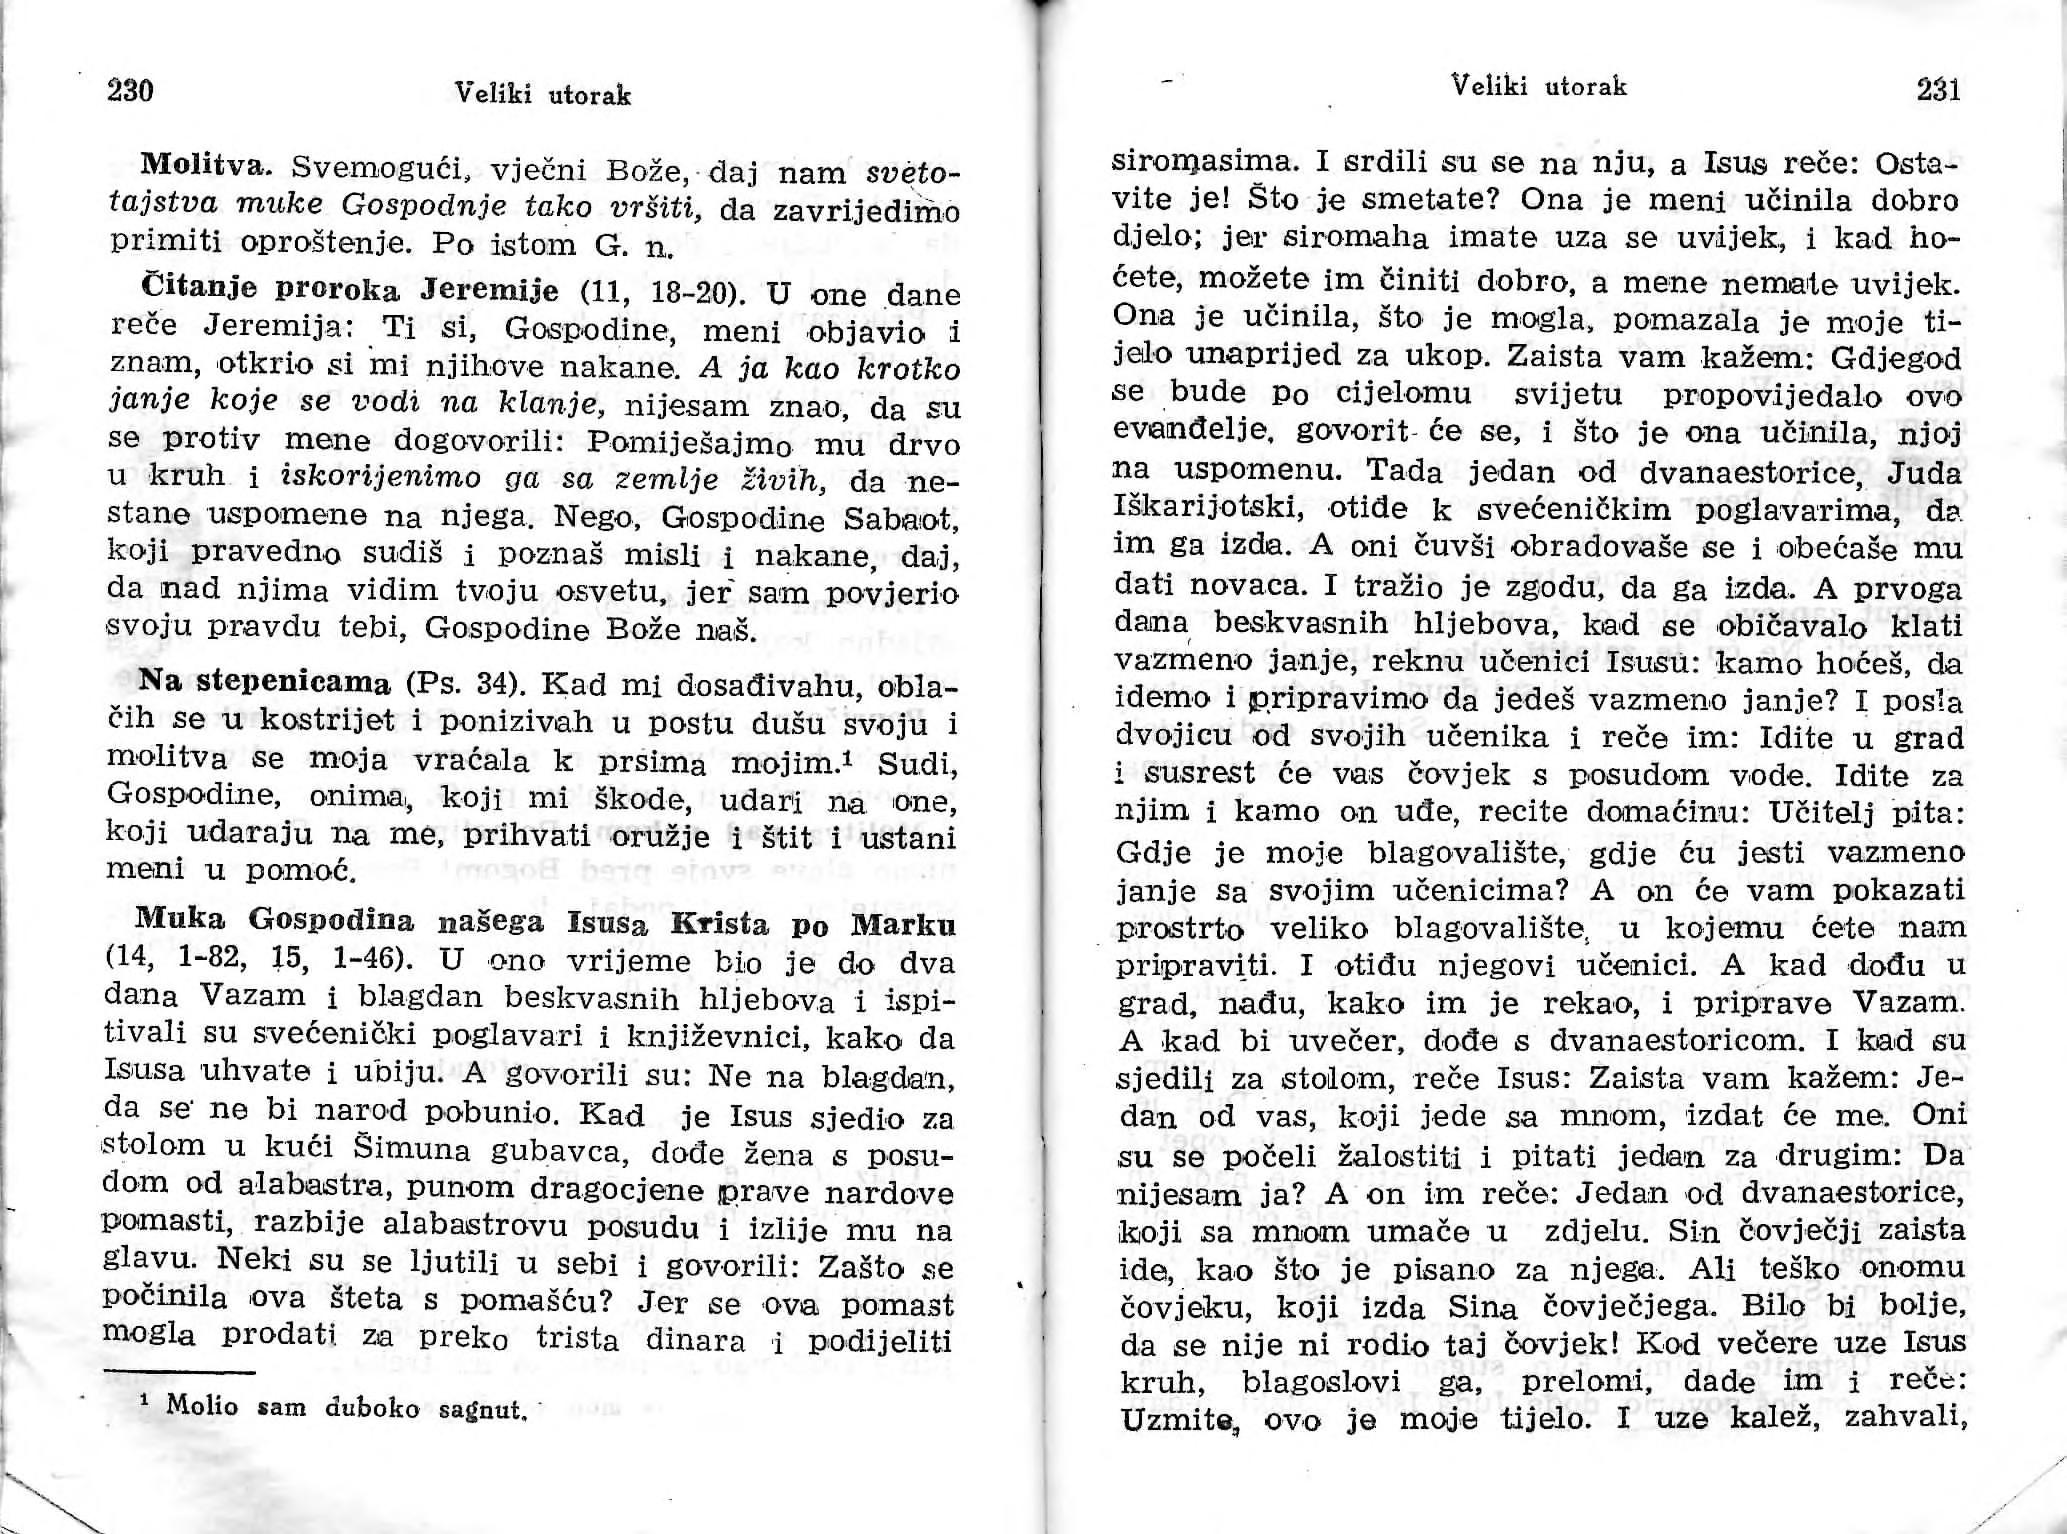 230
Veliki utorak
Molitva. Svemogući, vječni Bože, daj nam sveto-
tajstva muke Gospodnje tako vršiti, da zavrijedimo
primiti oproštenje. Po istom G. n.
Čitanje proroka Jeremije (11, 18-20). U one dane
reče Jeremija: Ti si, Gospodine, meni objavio i
znam, otkrio si mi njihove nakane. A ja kao krotko
janje koje se vodi na klanje, nijesam znao, da su
se protiv mene dogovorili: Pomiješajmo mu drvo
u kruh i iskorijenimo ga sa zemlje živih, da ne-
stane uspomene na njega. Nego, Gospodine Sabaot,
koji pravedno sudiš i poznaš misli i nakane, daj,
da nad njima vidim tvoju osvetu, jer sam povjerio
svoju pravdu tebi, Gospodine Bože naš.
Na stepenicama (Ps. 34). Kad mi dosađivahu, obla-
čih se u kostrijet i ponizivah u postu dušu svoju i
molitva se moja vraćala k prsima mojim.¹ Sudi,
Gospodine, onima, koji mi škode, udari na one,
koji udaraju na me, prihvati oružje i štit i ustani
meni u pomoć.
Muka Gospodina našega Isusa Krista po Marku
(14, 1-82, 15, 1-46). U ono vrijeme bio je do dva
dana Vazam i blagdan beskvasnih hljebova i ispi-
tivali su svećenički poglavari i književnici, kako da
Isusa uhvate i ubiju. A govorili su: Ne na blagdan,
da se ne bi narod pobunio. Kad je Isus sjedio za
stolom u kući Šimuna gubavca, dođe žena s posu-
dom od alabastra, punom dragocjene prave nardove
pomasti, razbije alabastrovu posudu i izlije mu na
glavu. Neki su se ljutili u sebi i govorili: Zašto se
počinila ova šteta s pomašću? Jer se ova pomast
mogla prodati za preko trista dinara i podijeliti
¹ Molio sam duboko sagnut.
Veliki utorak
231
siromasima. I srdili su se na nju, a Isus reče: Osta-
vite je! Što je smetate? Ona je meni učinila dobro
djelo; jer siromaha imate uza se uvijek, i kad ho-
ćete, možete im činiti dobro, a mene nemate uvijek.
Ona je učinila, što je mogla, pomazala je moje ti-
jelo unaprijed za ukop. Zaista vam kažem: Gdjegod
se bude po cijelomu svijetu propovijedalo ovo
evanđelje, govorit će se, i što je ona učinila, njoj
na uspomenu. Tada jedan od dvanaestorice, Juda
Iškarijotski, otiđe k svećeničkim poglavarima, da
im ga izda. A oni čuvši obradovaše se i obećaše mu
dati novaca. I tražio je zgodu, da ga izda. A prvoga
dana beskvasnih hljebova, kad se običavalo klati
vazmeno janje, reknu učenici Isusu: kamo hoćeš, da
idemo i pripravimo da jedeš vazmeno janje? I posla
dvojicu od svojih učenika i reče im: Idite u grad
i susrest će vas čovjek s posudom vode. Idite za
njim i kamo on uđe, recite domaćinu: Učitelj pita:
Gdje je moje blagovalište, gdje ću jesti vazmeno
janje sa svojim učenicima? A on će vam pokazati
prostrto veliko blagovalište, u kojemu ćete nam
pripraviti. I otiđu njegovi učenici. A kad dođu u
grad, nađu, kako im je rekao, i priprave Vazam.
A kad bi uvečer, dođe s dvanaestoricom. I kad su
sjedili za stolom, reče Isus: Zaista vam kažem: Je-
dan od vas, koji jede sa mnom, izdat će me. Oni
su se počeli žalostiti i pitati jedan za drugim: Da
nijesam ja? A on im reče: Jedan od dvanaestorice,
koji sa mnom umače u zdjelu. Sin čovječji zaista
ide, kao što je pisano za njega. Ali teško onomu
čovjeku, koji izda Sina čovječjega. Bilo bi bolje,
da se nije ni rodio taj čovjek! Kod večere uze Isus
kruh, blagoslovi ga, prelomi, dade im i reče:
Uzmite, ovo je moje tijelo. I uze kalež, zahvali,